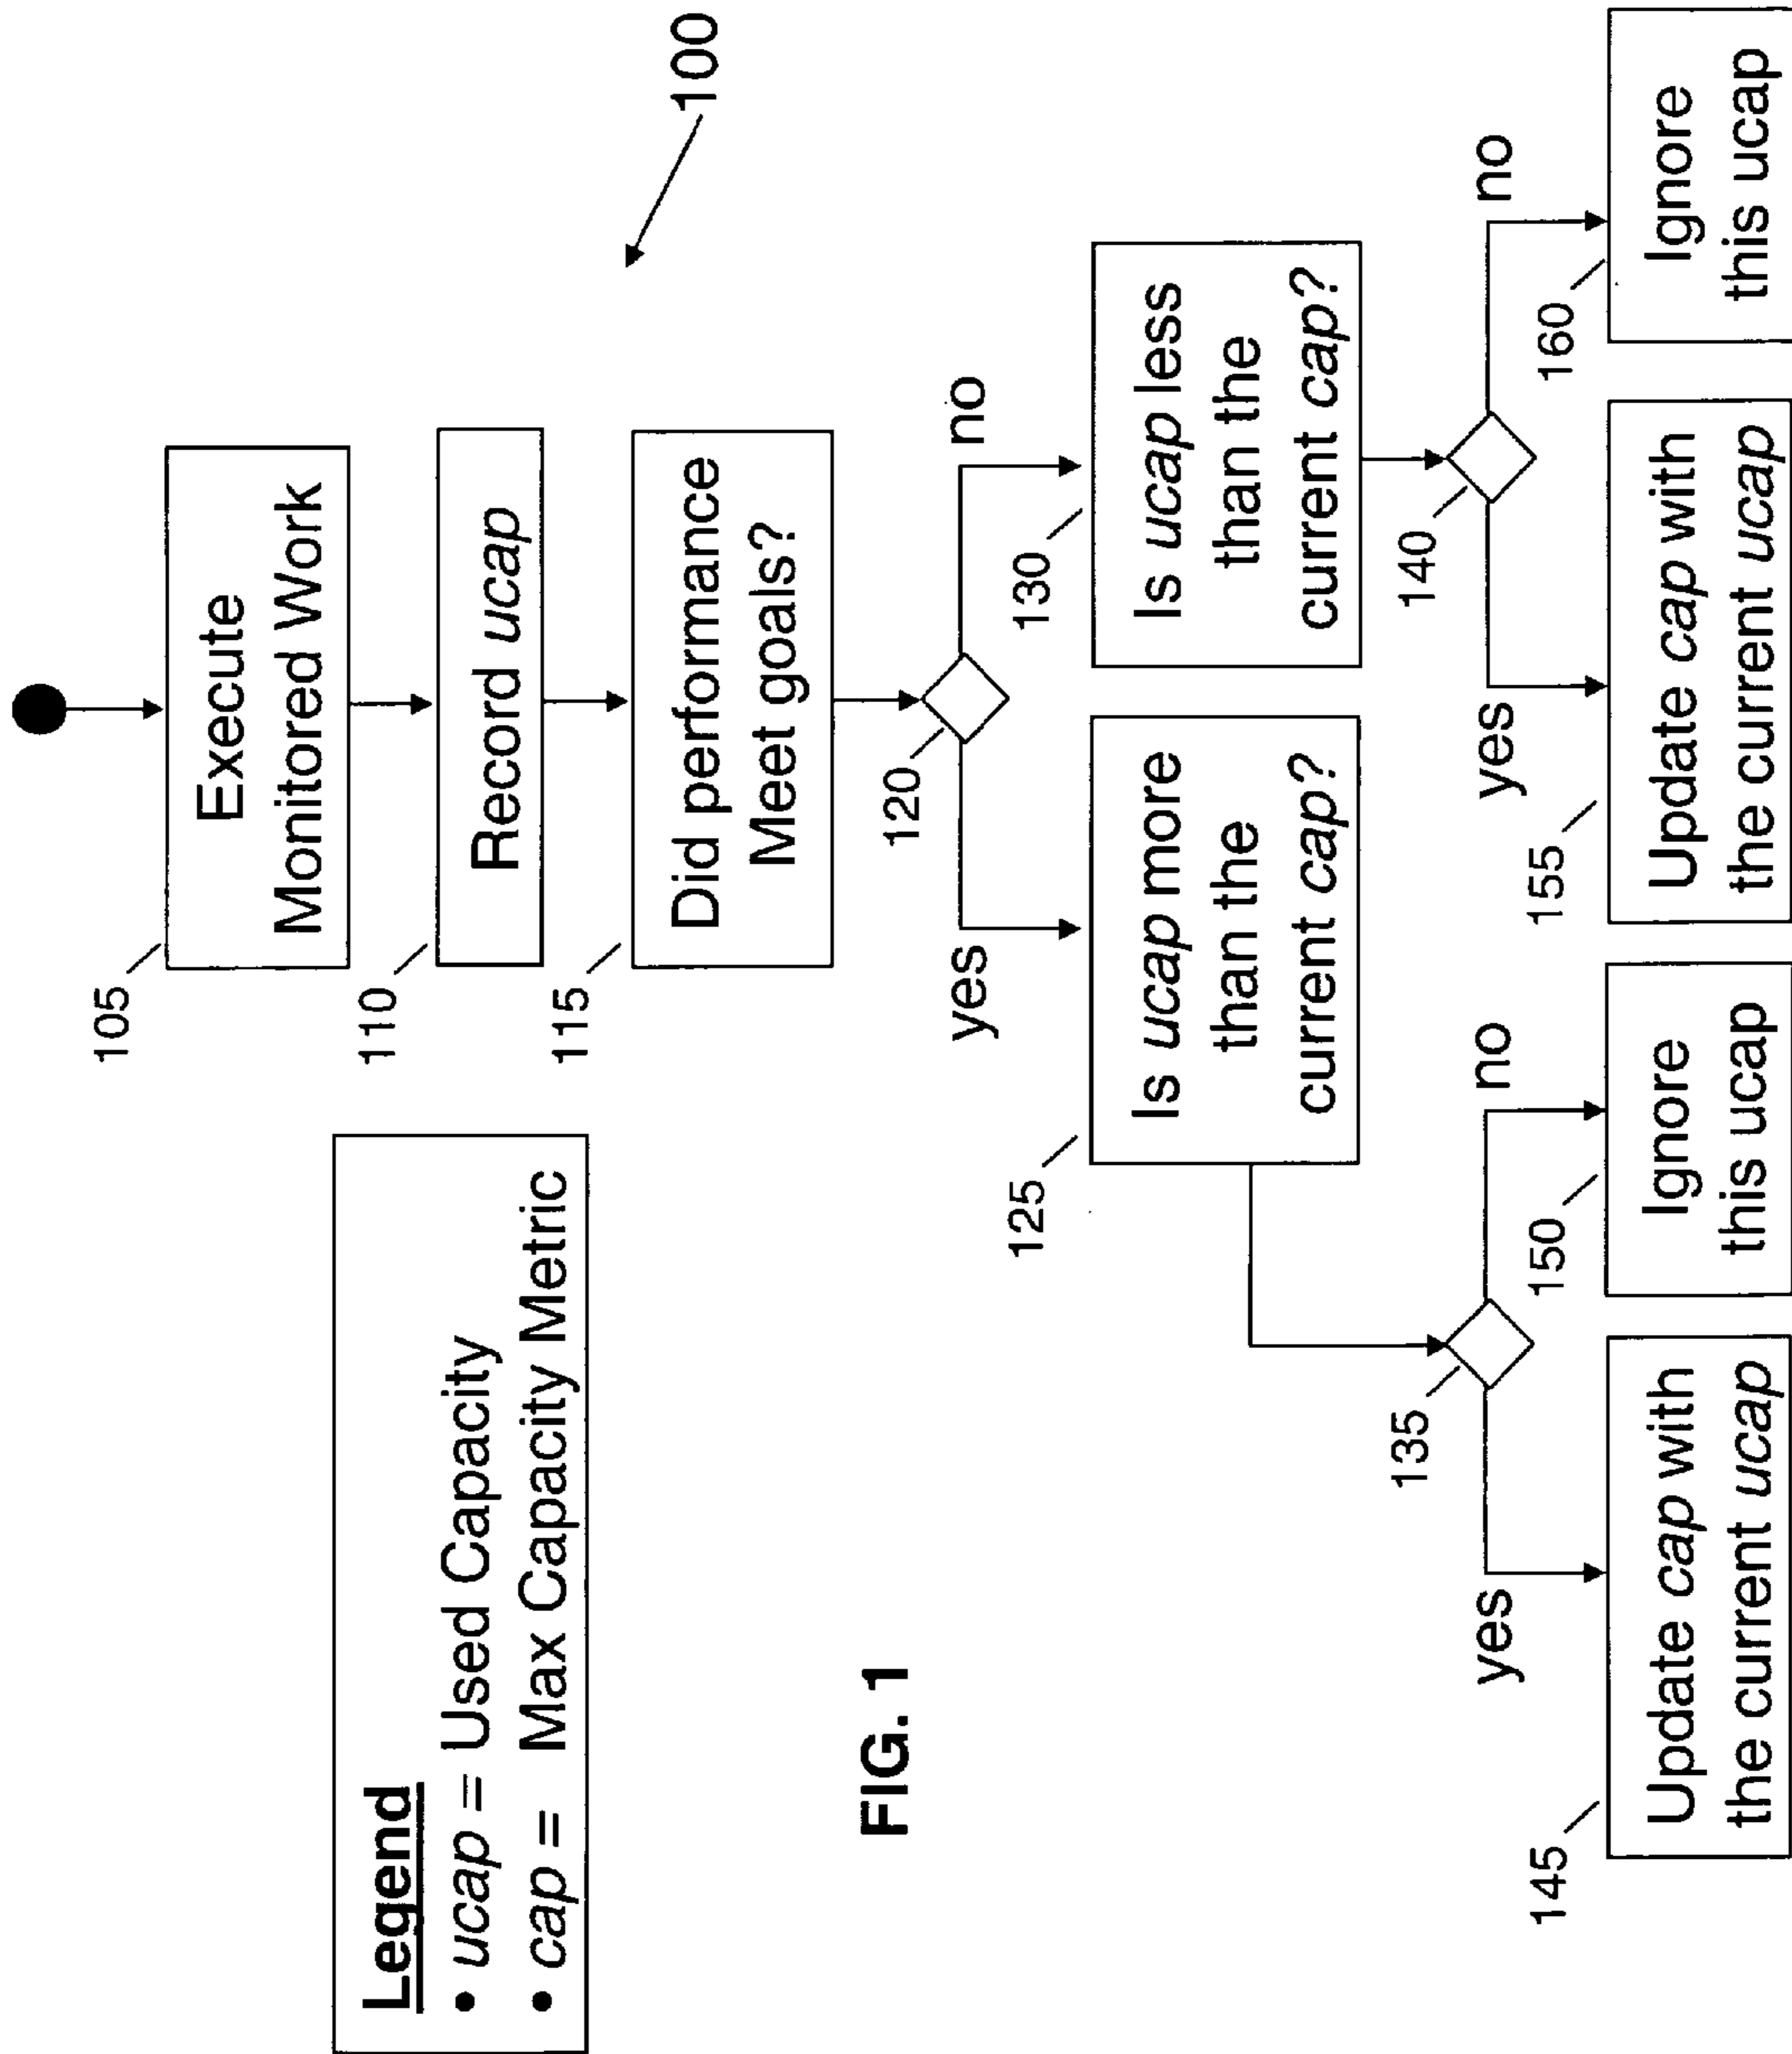 Legend
• ucap = Used Capacity
• cap = Max Capacity Metric
FIG. 1
100
105
Execute
Monitored Work
110
Record ucap
115
Did performance
Meet goals?
120
yes
no
125
Is ucap more
than the
current cap?
130
Is ucap less
than the
current cap?
135
yes
no
140
yes
no
145
Update cap with
the current ucap
150
Ignore
this ucap
155
Update cap with
the current ucap
160
Ignore
this ucap